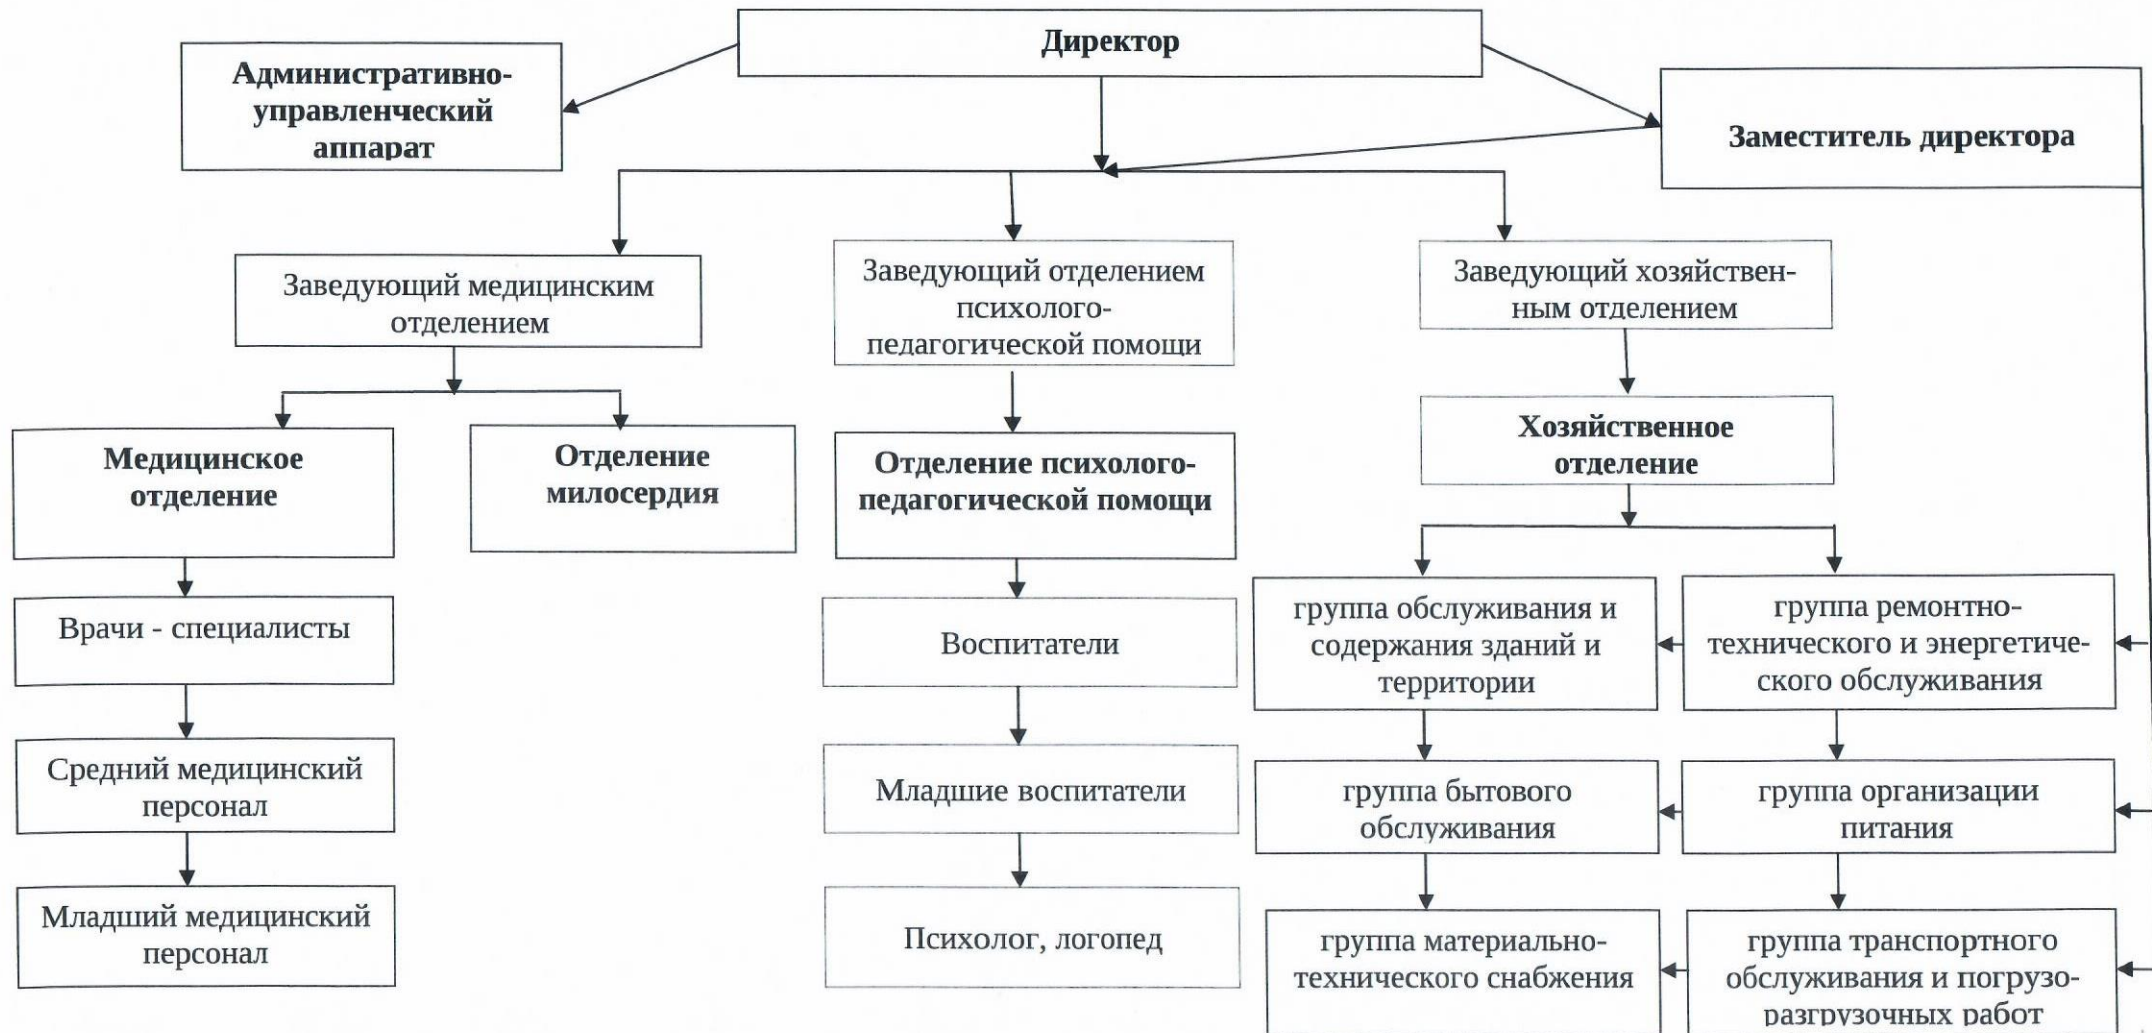 Директор
Административно-
управленческий
аппарат
Заместитель директора
Заведующий медицинским
отделением
Заведующий отделением
психолого-
педагогической помощи
Заведующий хозяйствен-
ным отделением
Медицинское
отделение
Отделение
милосердия
Отделение психолого-
педагогической помощи
Хозяйственное
отделение
Врачи - специалисты
Воспитатели
группа обслуживания и
содержания зданий и
территории
группа ремонтно-
технического и энергетиче-
ского обслуживания
Средний медицинский
персонал
Младшие воспитатели
группа бытового
обслуживания
группа организации
питания
Младший медицинский
персонал
Психолог, логопед
группа материально-
технического снабжения
группа транспортного
обслуживания и погрузо-
разгрузочных работ